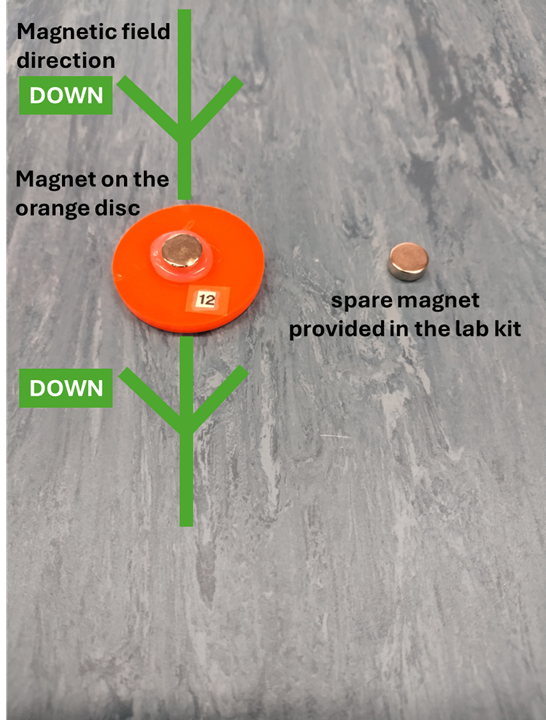 Magnetic field
direction
DOWN
Magnet on the
orange disc
12
spare magnet
provided in the lab kit
DOWN